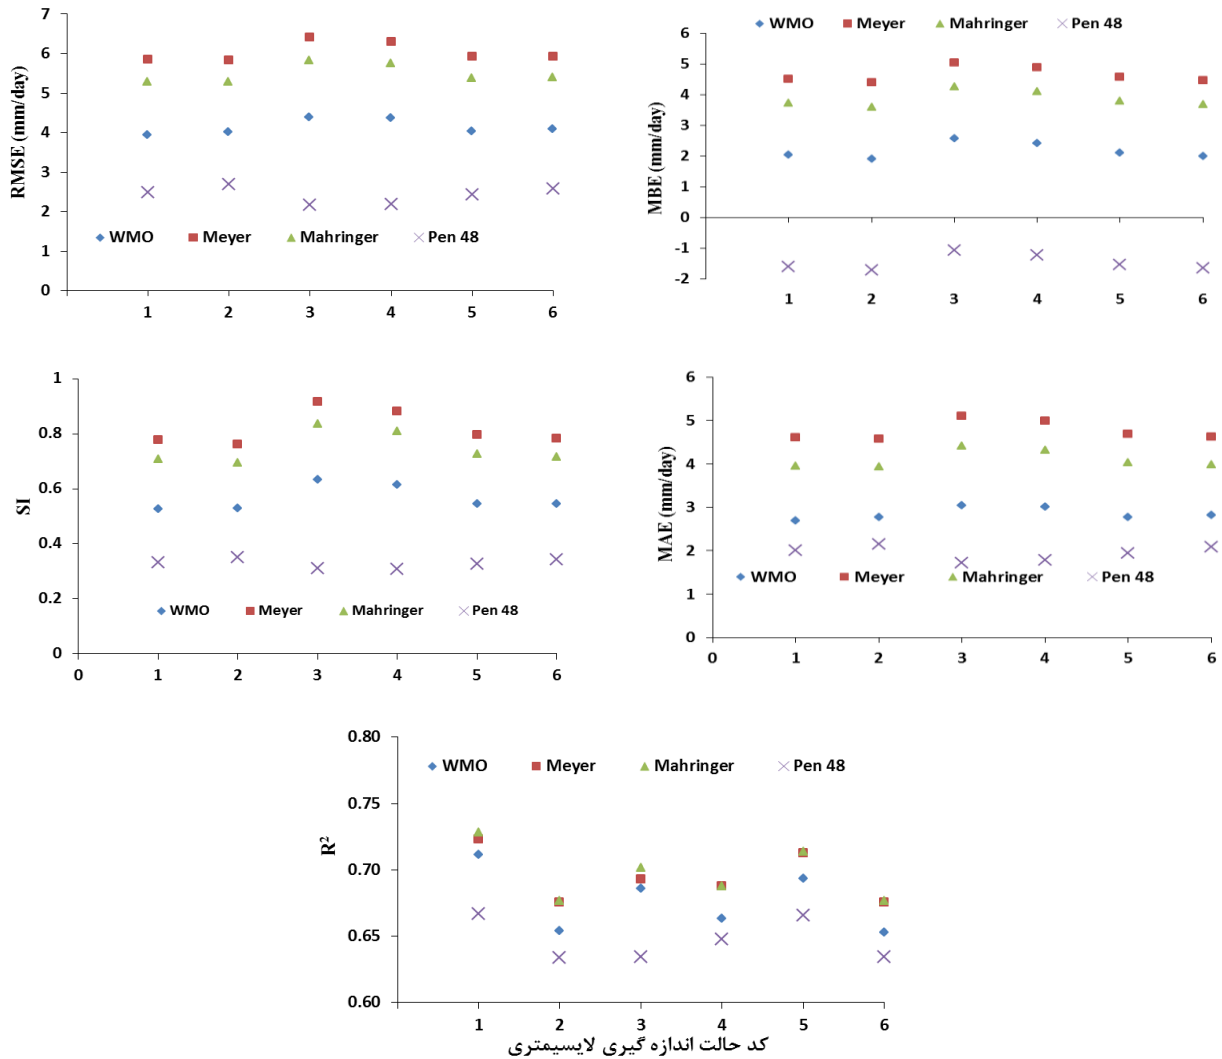 RMSE (mm/day)
7
6
5
4
3
2
1
0
WMO Meyer Mahringer Pen 48
1 2 3 4 5 6
MBE (mm/day)
WMO Meyer Mahringer Pen 48
6
5
4
3
2
1
0
-1
-2
1 2 3 4 5 6
SI
1
0.8
0.6
0.4
0.2
0
WMO Meyer Mahringer Pen 48
0 1 2 3 4 5 6
MAE (mm/day)
6
5
4
3
2
1
0
WMO Meyer Mahringer Pen 48
0 1 2 3 4 5 6
R²
0.80
0.75
0.70
0.65
0.60
WMO Meyer Mahringer Pen 48
1 2 3 4 5 6
کد حالت اندازه گیری لایسیمتری